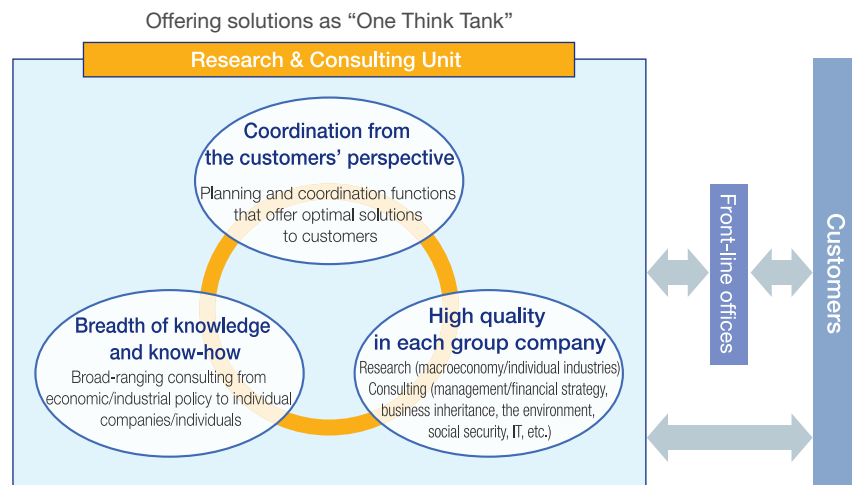 Offering solutions as “One Think Tank”
Research & Consulting Unit
Coordination from
the customers’ perspective
Planning and coordination functions
that offer optimal solutions
to customers
Breadth of knowledge
and know-how
Broad-ranging consulting from
economic/industrial policy to individual
companies/individuals
High quality
in each group company
Research (macroeconomy/individual industries)
Consulting (management/financial strategy,
business inheritance, the environment,
social security, IT, etc.)
Front-line offices
Customers